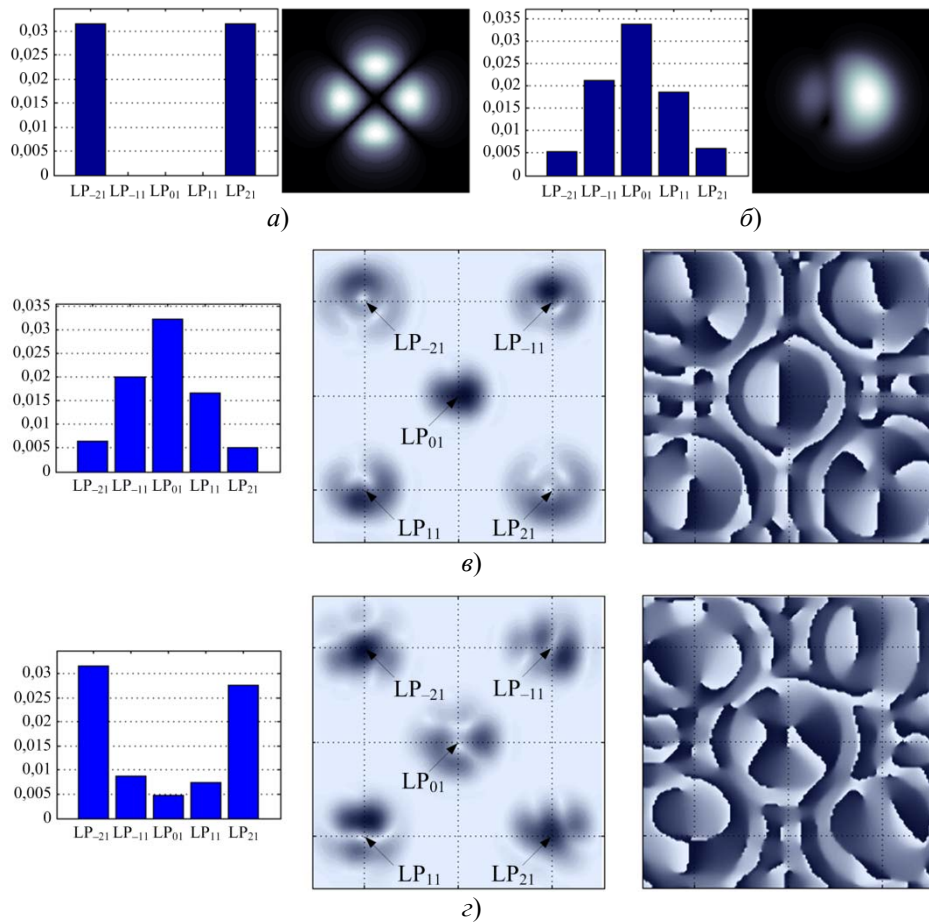 0,03
0,025
0,02
0,015
0,01
0,005
0
LP₋₂₁ LP₋₁₁ LP₀₁ LP₁₁ LP₂₁
а)
0,035
0,03
0,025
0,02
0,015
0,01
0,005
0
LP₋₂₁ LP₋₁₁ LP₀₁ LP₁₁ LP₂₁
б)
0,035
0,03
0,025
0,02
0,015
0,01
0,005
0
LP₋₂₁ LP₋₁₁ LP₀₁ LP₁₁ LP₂₁
LP₋₂₁ LP₋₁₁
LP₀₁
LP₁₁ LP₂₁
в)
0,03
0,025
0,02
0,015
0,01
0,005
0
LP₋₂₁ LP₋₁₁ LP₀₁ LP₁₁ LP₂₁
LP₋₂₁ LP₋₁₁
LP₀₁
LP₁₁ LP₂₁
г)